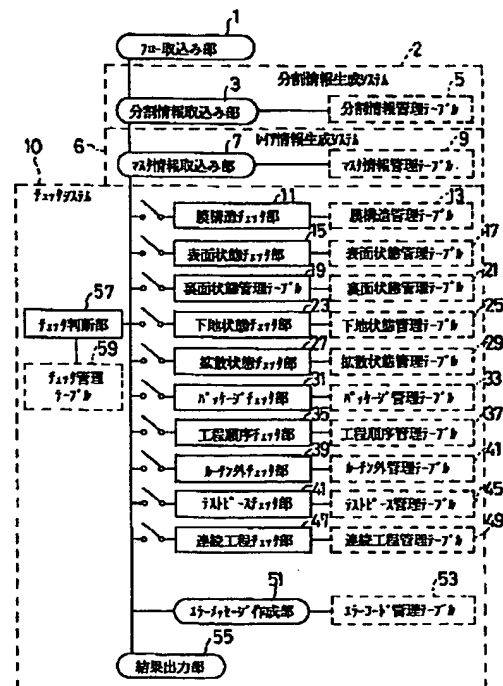 1
フロー取込み部
2
分割情報生成システム
3
5
分割情報取込み部
分割情報管理テーブル
レイア情報生成システム
6
7
9
マスタ情報取込み部
マスタ情報管理テーブル
10
チェックシステム
11
13
膜構造チェック部
膜構造管理テーブル
15
17
表面状態チェック部
表面状態管理テーブル
19
21
裏面状態管理テーブル
裏面状態管理テーブル
57
23
25
チェック判断部
下地状態チェック部
下地状態管理テーブル
59
27
29
チェック管理
テーブル
拡散状態チェック部
拡散状態管理テーブル
31
33
パッケージチェック部
パッケージ管理テーブル
35
37
工程順序チェック部
工程順序管理テーブル
39
41
ルーチン外チェック部
ルーチン外管理テーブル
41
45
テストピースチェック部
テストピース管理テーブル
47
49
連続工程チェック部
連続工程管理テーブル
51
53
エラーメッセージ作成部
エラーコード管理テーブル
55
結果出力部